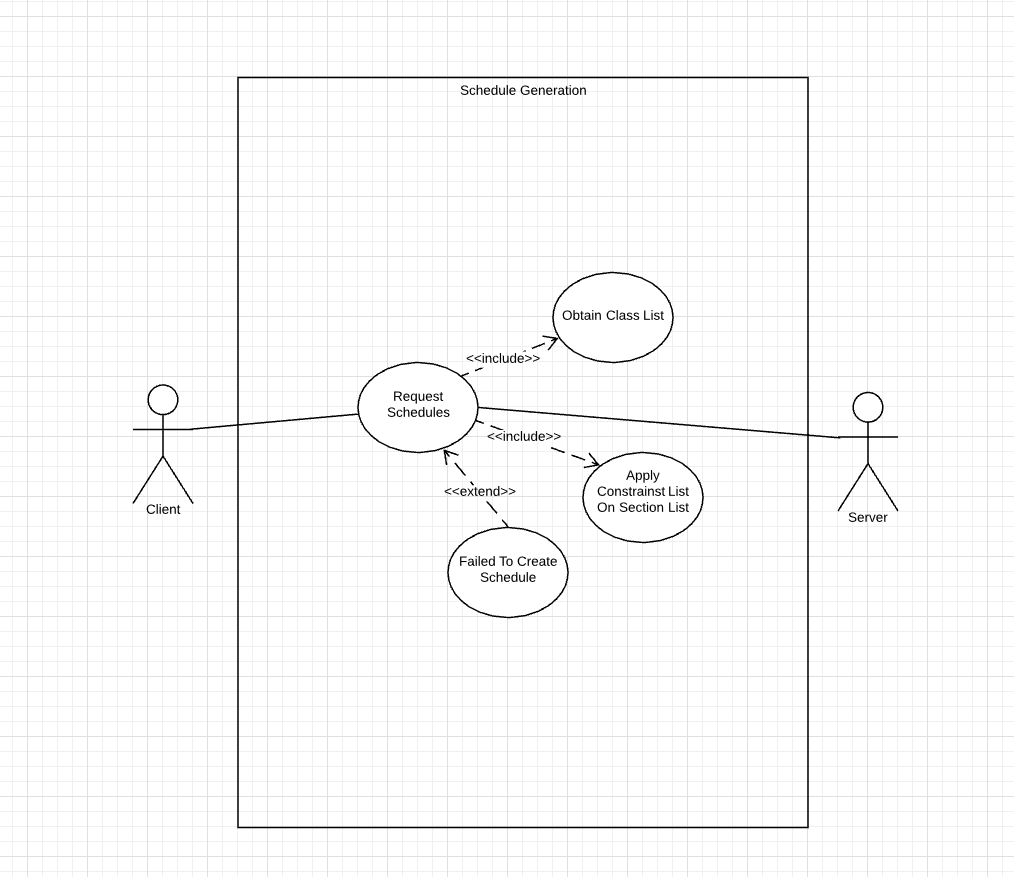 Schedule Generation
Obtain Class List
<<include>>
Request
Schedules
<<include>>
Apply
Constrainst List
On Section List
<<extend>>
Client
Server
Failed To Create
Schedule